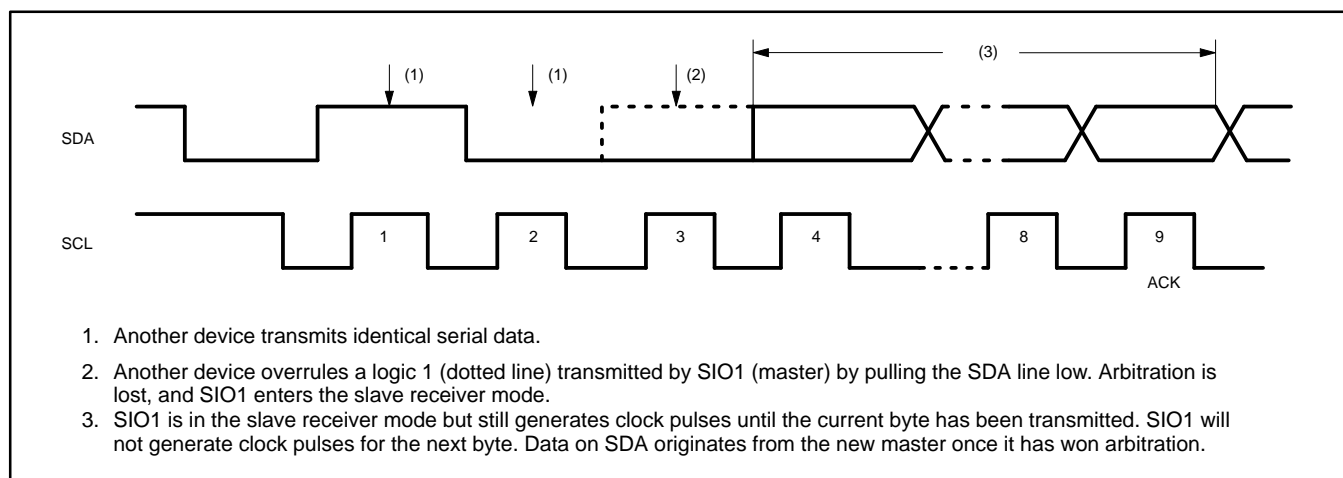 (3)
(1) (1) (2)
SDA
SCL 1 2 3 4 8 9
ACK
1. Another device transmits identical serial data.
2. Another device overrules a logic 1 (dotted line) transmitted by SIO1 (master) by pulling the SDA line low. Arbitration is
lost, and SIO1 enters the slave receiver mode.
3. SIO1 is in the slave receiver mode but still generates clock pulses until the current byte has been transmitted. SIO1 will
not generate clock pulses for the next byte. Data on SDA originates from the new master once it has won arbitration.